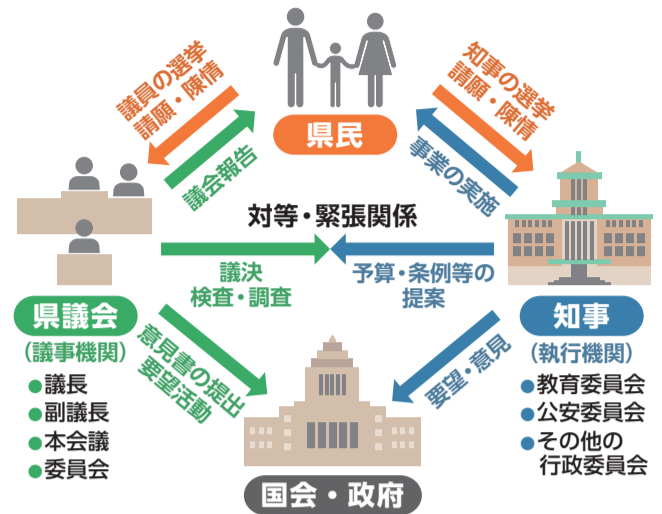 議員の選挙
請願・陳情
知事の選挙
請願・陳情
県民
議会報告
事業の実施
対等・緊張関係
議決
検査・調査
予算・条例等の
提案
県議会
(議事機関)
●議長
●副議長
●本会議
●委員会
知事
(執行機関)
●教育委員会
●公安委員会
●その他の
行政委員会
意見書の提出
要望活動
要望・意見
国会・政府